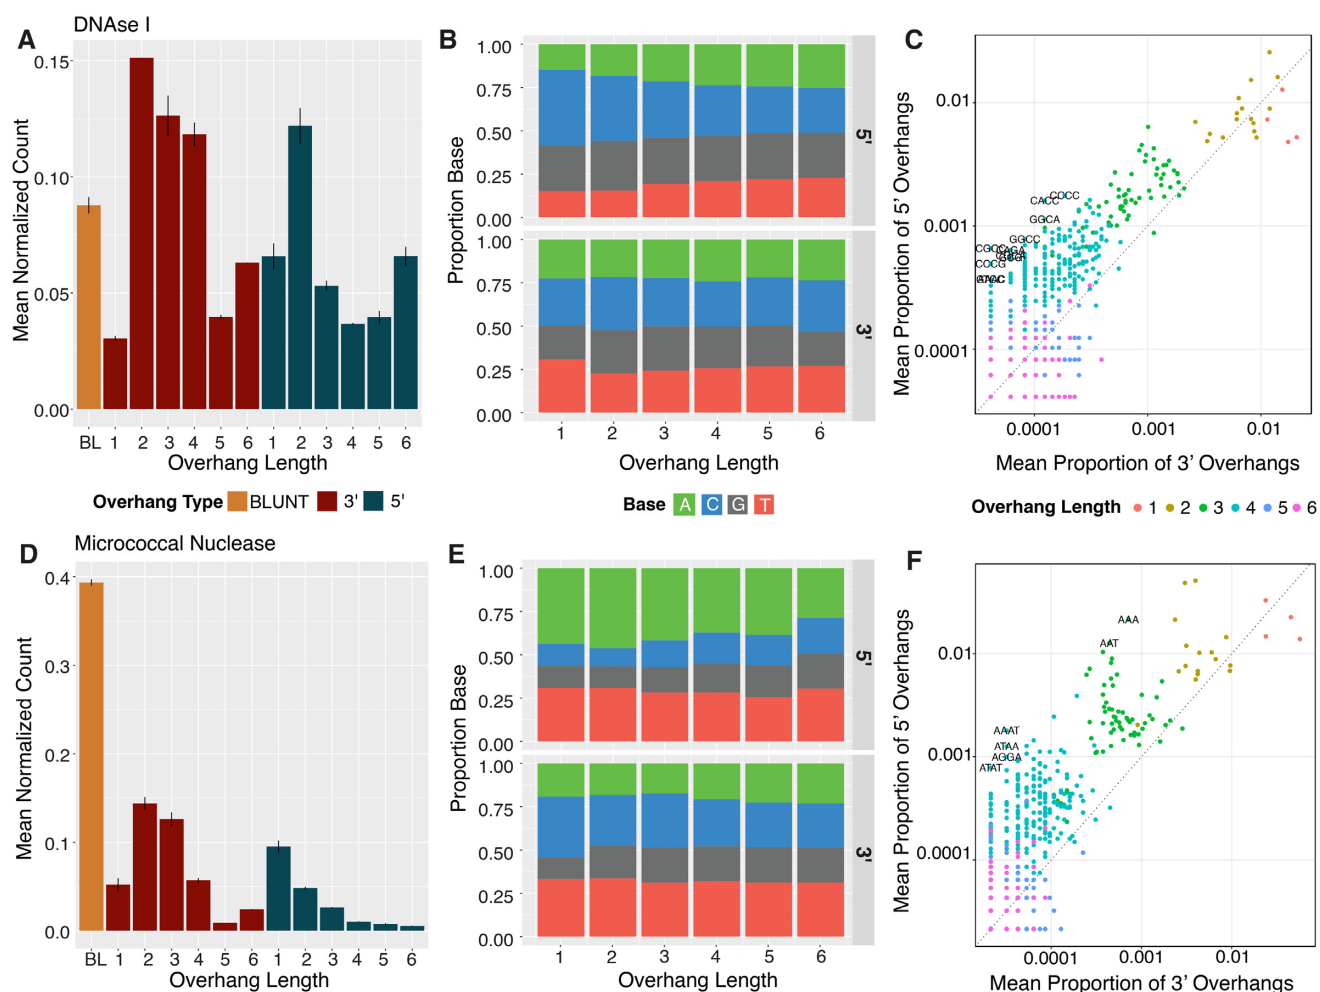 A
DNAse I
Mean Normalized Count
0.15
0.10
0.05
0.00
BL 1 2 3 4 5 6 1 2 3 4 5 6
Overhang Length
Overhang Type BLUNT 3' 5'
B
Proportion Base
1.00
0.75
0.50
0.25
0.00
5'
1.00
0.75
0.50
0.25
0.00
3'
1 2 3 4 5 6
Overhang Length
Base A C G T
C
Mean Proportion of 5' Overhangs
0.01
0.001
0.0001
CCCC
CACC
GGCA
GGCC
CCCG
0.0001 0.001 0.01
Mean Proportion of 3' Overhangs
Overhang Length 1 2 3 4 5 6
D
Micrococcal Nuclease
Mean Normalized Count
0.4
0.3
0.2
0.1
0.0
BL 1 2 3 4 5 6 1 2 3 4 5 6
Overhang Length
E
Proportion Base
1.00
0.75
0.50
0.25
0.00
5'
1.00
0.75
0.50
0.25
0.00
3'
1 2 3 4 5 6
Overhang Length
F
Mean Proportion of 5' Overhangs
0.01
0.001
0.0001
AAA
AAT
AAAT
ATAA
AGGA
ATAT
0.0001 0.001 0.01
Mean Proportion of 3' Overhangs